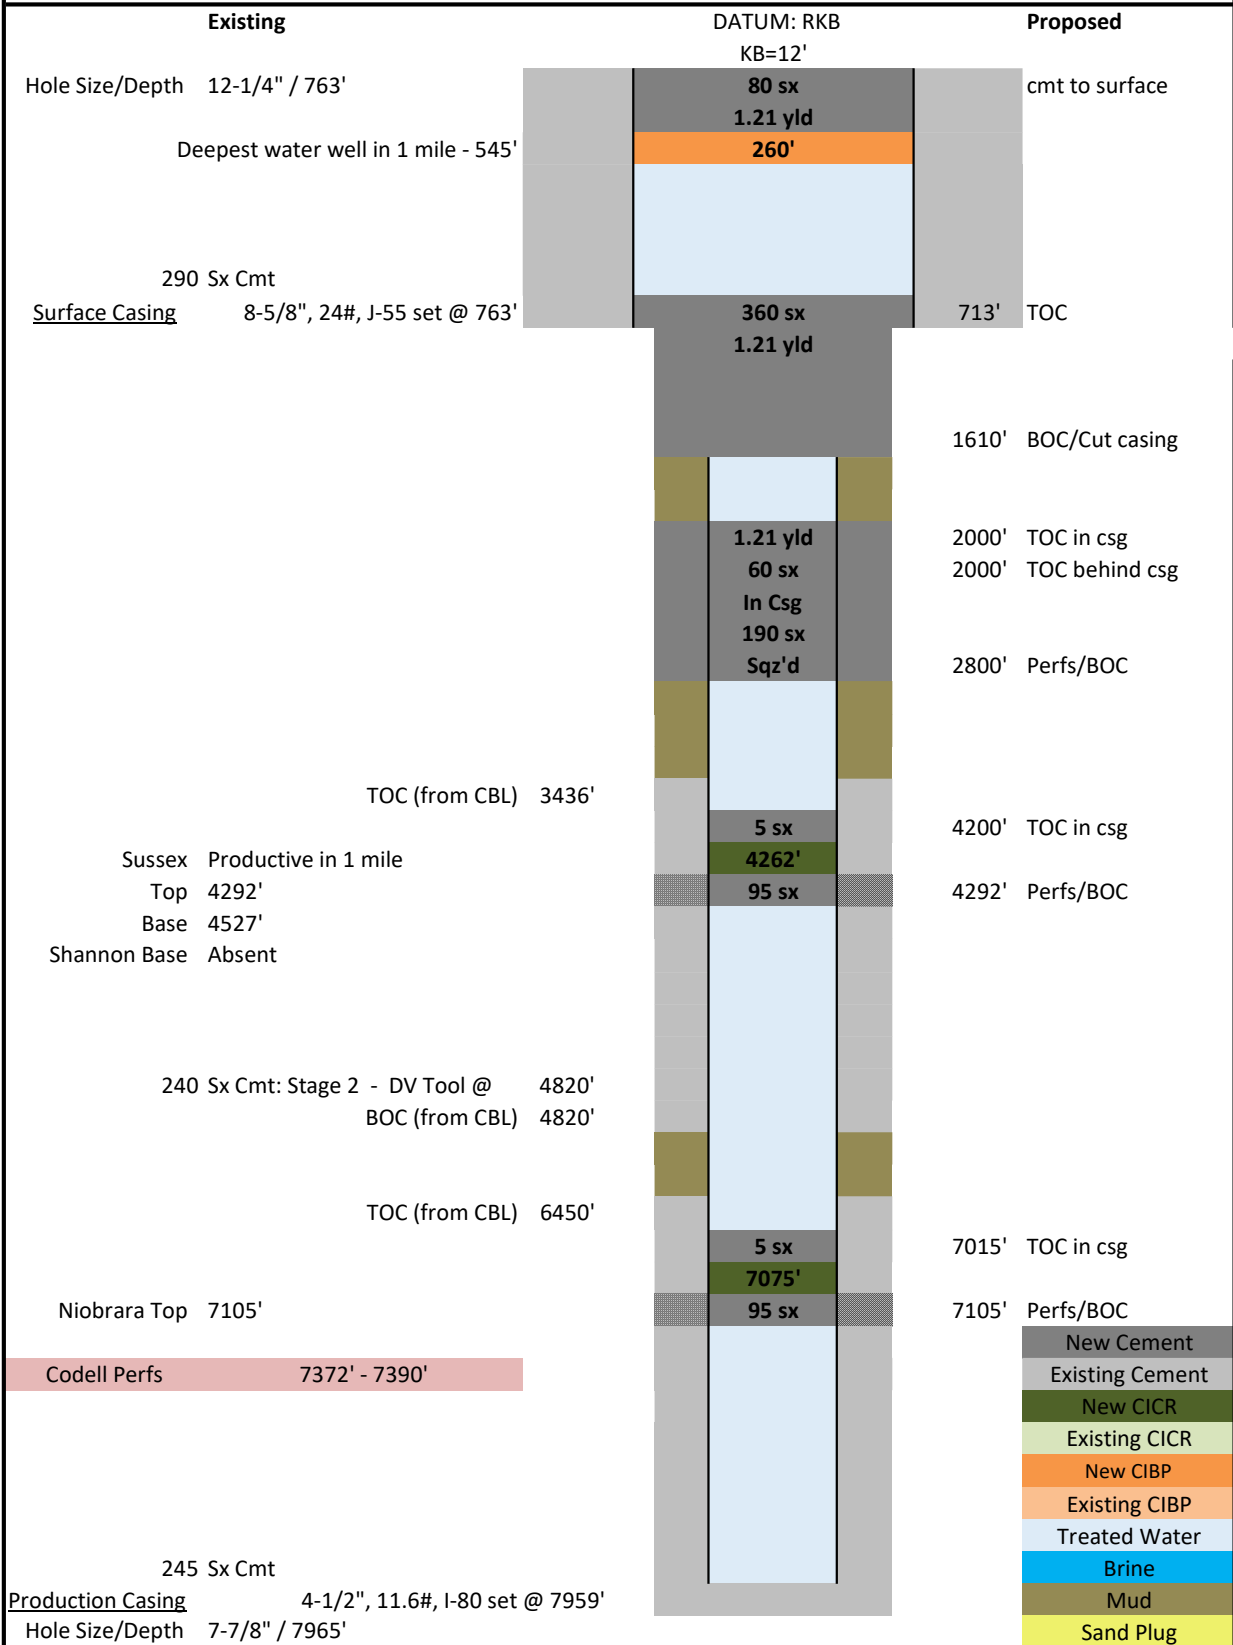 Existing DATUM: RKB Proposed
KB=12'
Hole Size/Depth 12-1/4" / 763' 80 sx cmt to surface
1.21 yld
Deepest water well in 1 mile - 545' 260'
290 Sx Cmt
Surface Casing 8-5/8", 24#, J-55 set @ 763' 360 sx 713' TOC
1.21 yld
1610' BOC/Cut casing
1.21 yld 2000' TOC in csg
60 sx 2000' TOC behind csg
In Csg
190 sx
Sqz'd 2800' Perfs/BOC
TOC (from CBL) 3436'
5 sx 4200' TOC in csg
Sussex Productive in 1 mile 4262'
Top 4292' 95 sx 4292' Perfs/BOC
Base 4527'
Shannon Base Absent
240 Sx Cmt: Stage 2 - DV Tool @ 4820'
BOC (from CBL) 4820'
TOC (from CBL) 6450'
5 sx 7015' TOC in csg
7075'
Niobrara Top 7105' 95 sx 7105' Perfs/BOC
New Cement
Codell Perfs 7372' - 7390' Existing Cement
New CICR
Existing CICR
New CIBP
Existing CIBP
Treated Water
245 Sx Cmt Brine
Production Casing 4-1/2", 11.6#, I-80 set @ 7959' Mud
Hole Size/Depth 7-7/8" / 7965' Sand Plug